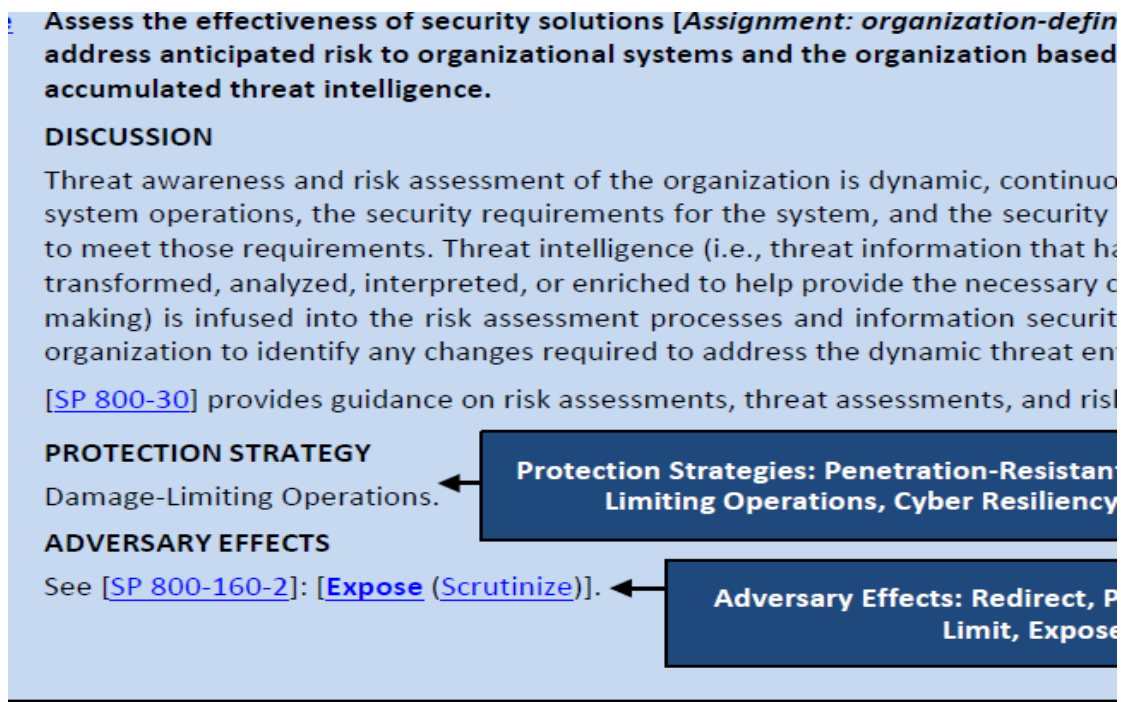 e Assess the effectiveness of security solutions [Assignment: organization-defin
address anticipated risk to organizational systems and the organization based
accumulated threat intelligence.
DISCUSSION
Threat awareness and risk assessment of the organization is dynamic, continuo
system operations, the security requirements for the system, and the security
to meet those requirements. Threat intelligence (i.e., threat information that ha
transformed, analyzed, interpreted, or enriched to help provide the necessary c
making) is infused into the risk assessment processes and information securit
organization to identify any changes required to address the dynamic threat en
[SP 800-30] provides guidance on risk assessments, threat assessments, and ris
PROTECTION STRATEGY
Damage-Limiting Operations.
Protection Strategies: Penetration-Resistan
Limiting Operations, Cyber Resiliency
ADVERSARY EFFECTS
See [SP 800-160-2]: [Expose (Scrutinize)].
Adversary Effects: Redirect, P
Limit, Expose